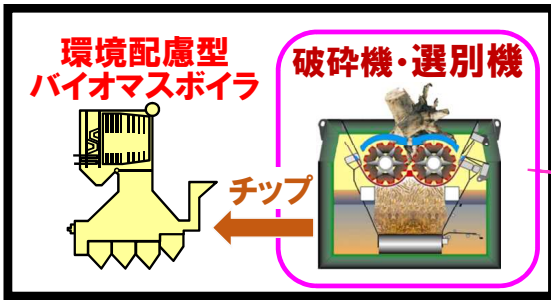 環境配慮型
バイオマスボイラ
破砕機・選別機
チップ